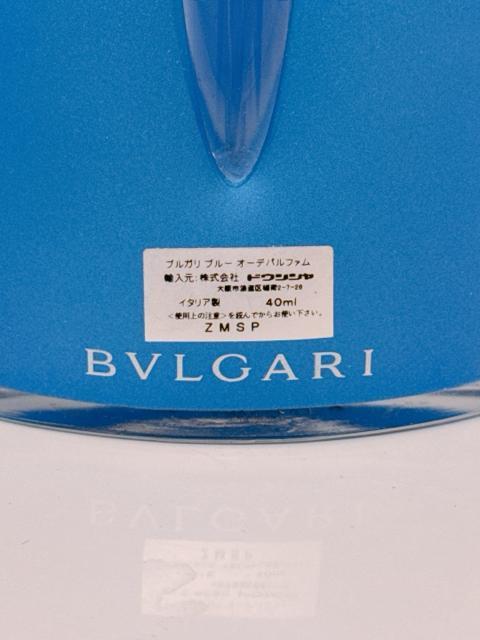 ブルガリ ブルー オーデパルファム
輸入元:株式会社 ドウシシヤ
大阪市浪速区幸町2-7-26
イタリア製 40ml
<使用上の注意>を読んでからお使い下さい。
ZMSP
BVLGARI